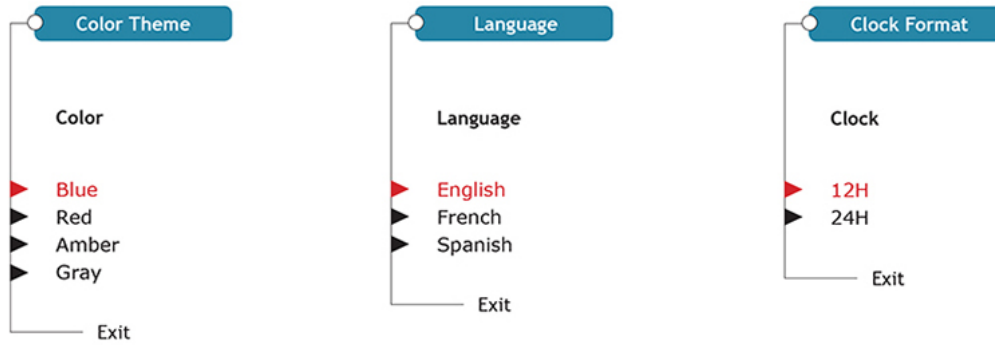 Color Theme
Color
Blue
Red
Amber
Gray
Exit
Language
Language
English
French
Spanish
Exit
Clock Format
Clock
12H
24H
Exit